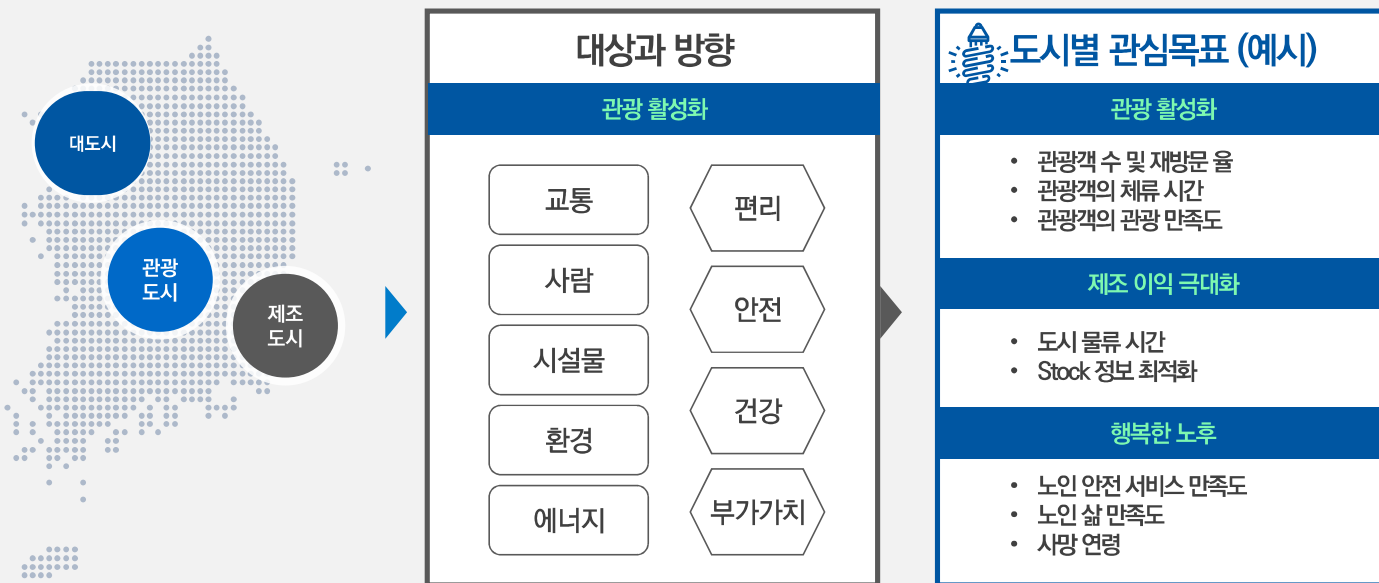 대도시
관광
도시
제조
도시
대상과 방향
관광 활성화
교통
사람
시설물
환경
에너지
편리
안전
건강
부가가치
도시별 관심목표 (예시)
관광 활성화
• 관광객 수 및 재방문 율
• 관광객의 체류 시간
• 관광객의 관광 만족도
제조 이익 극대화
• 도시 물류 시간
• Stock 정보 최적화
행복한 노후
• 노인 안전 서비스 만족도
• 노인 삶 만족도
• 사망 연령